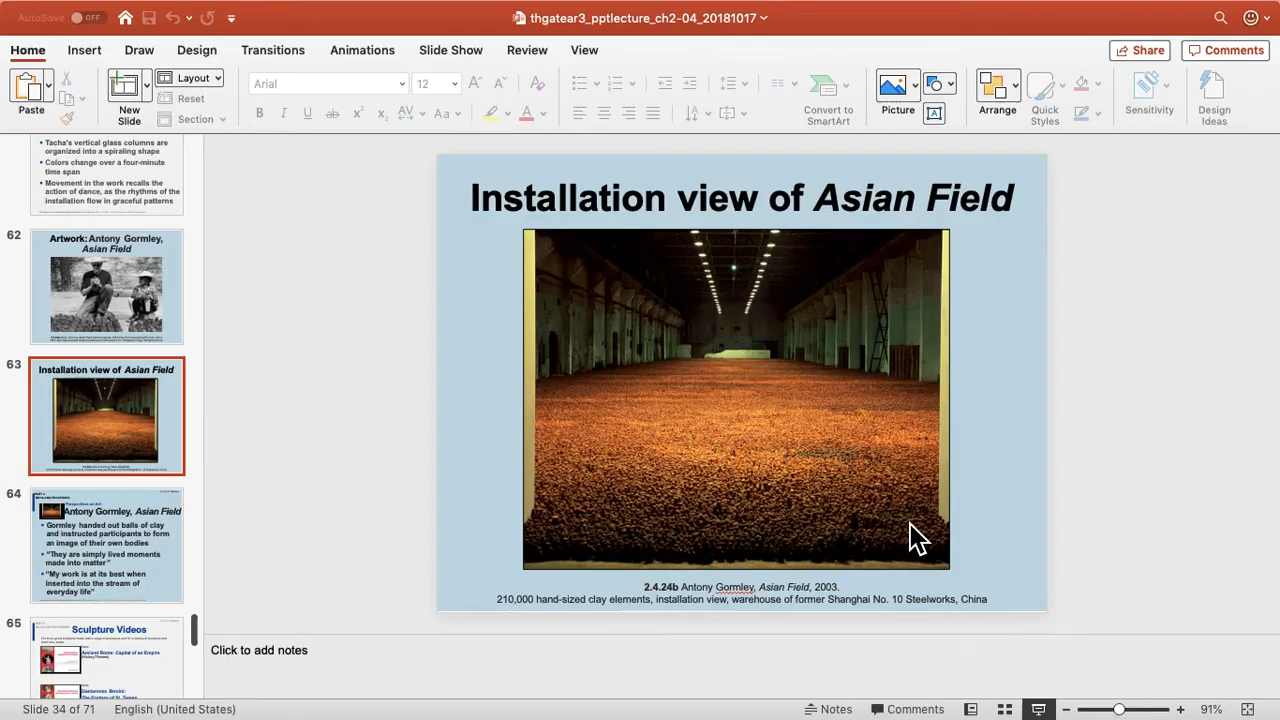 AutoSave OFF
thgatear3_pptlecture_ch2-04_20181017
Home Insert Draw Design Transitions Animations Slide Show Review View
Share Comments
Paste
New
Slide
Layout
Reset
Section
Arial 12
Convert to
SmartArt
Picture
Arrange
Quick
Styles
Sensitivity
Design
Ideas
Tacha's vertical glass columns are
organized into a spiraling shape
Colors change over a four-minute
time span
Movement in the work recalls the
action of dance, as the rhythms of the
installation flow in graceful patterns
62
Artwork: Antony Gormley,
Asian Field
63
Installation view of Asian Field
64
Antony Gormley, Asian Field
Gormley handed out balls of clay
and instructed participants to form
an image of their own bodies
"They are simply lived moments
made into matter"
"My work is at its best when
inserted into the stream of
everyday life"
65
Sculpture Videos
Ancient Rome: Capital of an Empire
Gianlorenzo Bernini:
Installation view of Asian Field
2.4.24b Antony Gormley, Asian Field, 2003.
210,000 hand-sized clay elements, installation view, warehouse of former Shanghai No. 10 Steelworks, China
Click to add notes
Slide 34 of 71 English (United States)
Notes Comments 91%